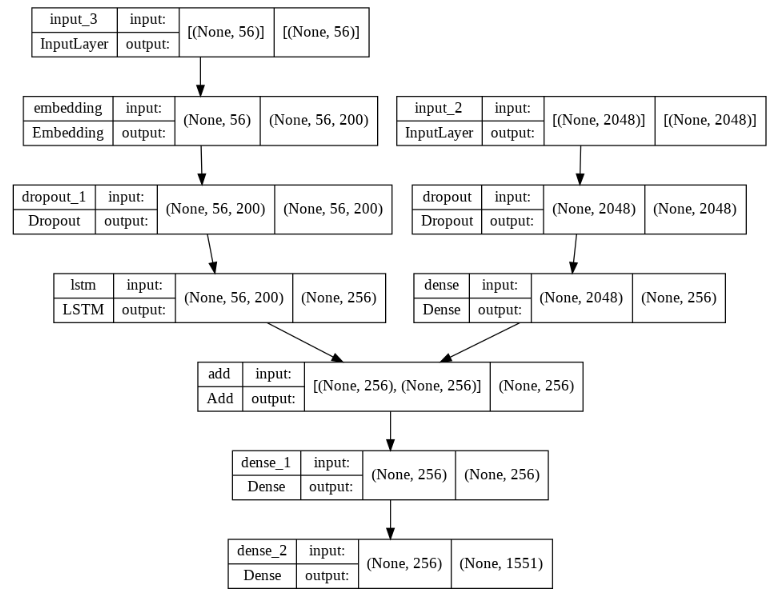 input_3 input: [(None, 56)] [(None, 56)]
InputLayer output:
embedding input: (None, 56) (None, 56, 200)
Embedding output:
input_2 input: [(None, 2048)] [(None, 2048)]
InputLayer output:
dropout_1 input: (None, 56, 200) (None, 56, 200)
Dropout output:
dropout input: (None, 2048) (None, 2048)
Dropout output:
lstm input: (None, 56, 200) (None, 256)
LSTM output:
dense input: (None, 2048) (None, 256)
Dense output:
add input: [(None, 256), (None, 256)] (None, 256)
Add output:
dense_1 input: (None, 256) (None, 256)
Dense output:
dense_2 input: (None, 256) (None, 1551)
Dense output: